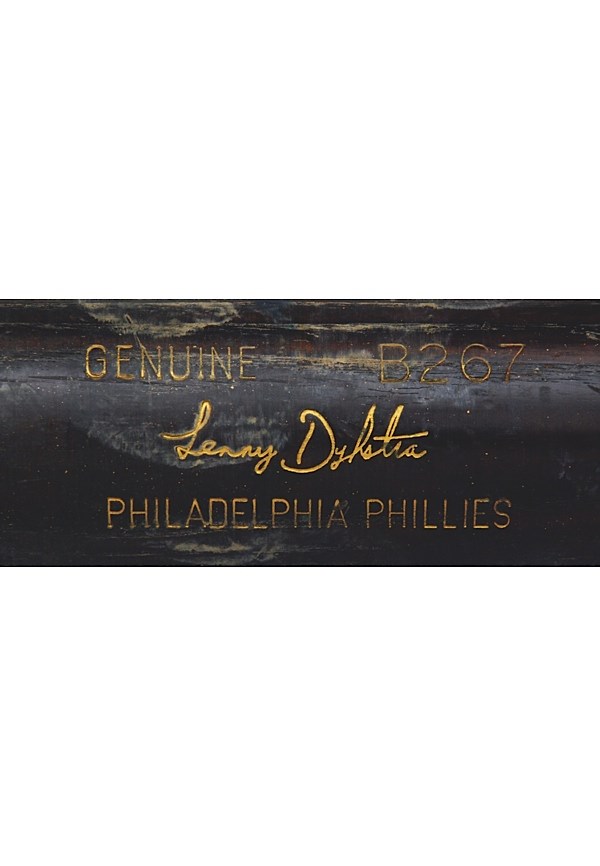 GENUINE B267
Lenny Dykstra
PHILADELPHIA PHILLIES